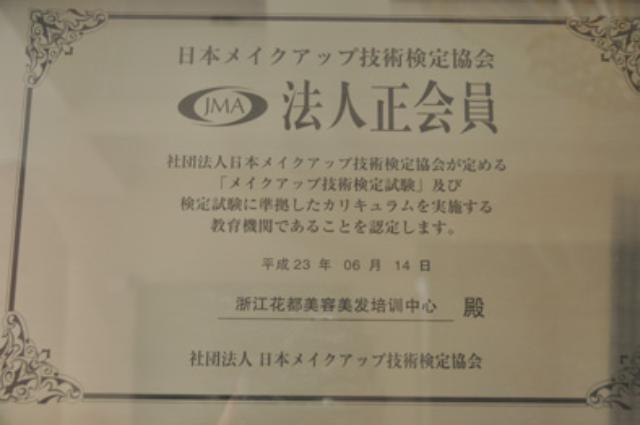 日本メイクアップ技術検定協会
JMA 法人正会員
社団法人日本メイクアップ技術検定協会が定める
「メイクアップ技術検定試験」及び
検定試験に準拠したカリキュラムを実施する
教育機関であることを認定します。
平成23年 06月 14日
浙江花都美容美发培训中心 殿
社団法人 日本メイクアップ技術検定協会